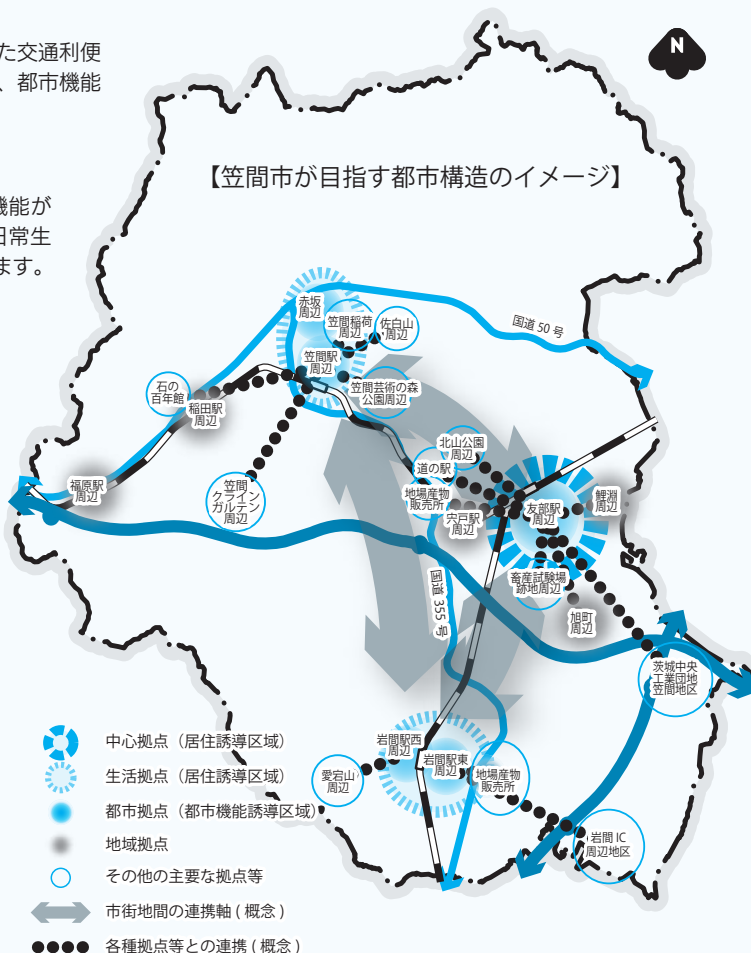 た交通利便
、都市機能
機能が
日常生
ます。
N
【笠間市が目指す都市構造のイメージ】
国道 50 号
赤坂
周辺
笠間稲荷
周辺
佐白山
周辺
笠間駅
周辺
笠間芸術の森
公園周辺
石の
百年館
稲田駅
周辺
福原駅
周辺
笠間
クライン
ガルテン
周辺
北山公園
周辺
道の駅
地場産物
販売所
宍戸駅
周辺
友部駅
周辺
鯉淵
周辺
畜産試験場
跡地周辺
旭町
周辺
国道 355 号
茨城中央
工業団地
笠間地区
岩間駅西
周辺
岩間駅東
周辺
愛宕山
周辺
地場産物
販売所
岩間 IC
周辺地区
中心拠点（居住誘導区域）
生活拠点（居住誘導区域）
都市拠点（都市機能誘導区域）
地域拠点
その他の主要な拠点等
市街地間の連携軸 ( 概念 )
各種拠点等との連携 ( 概念 )